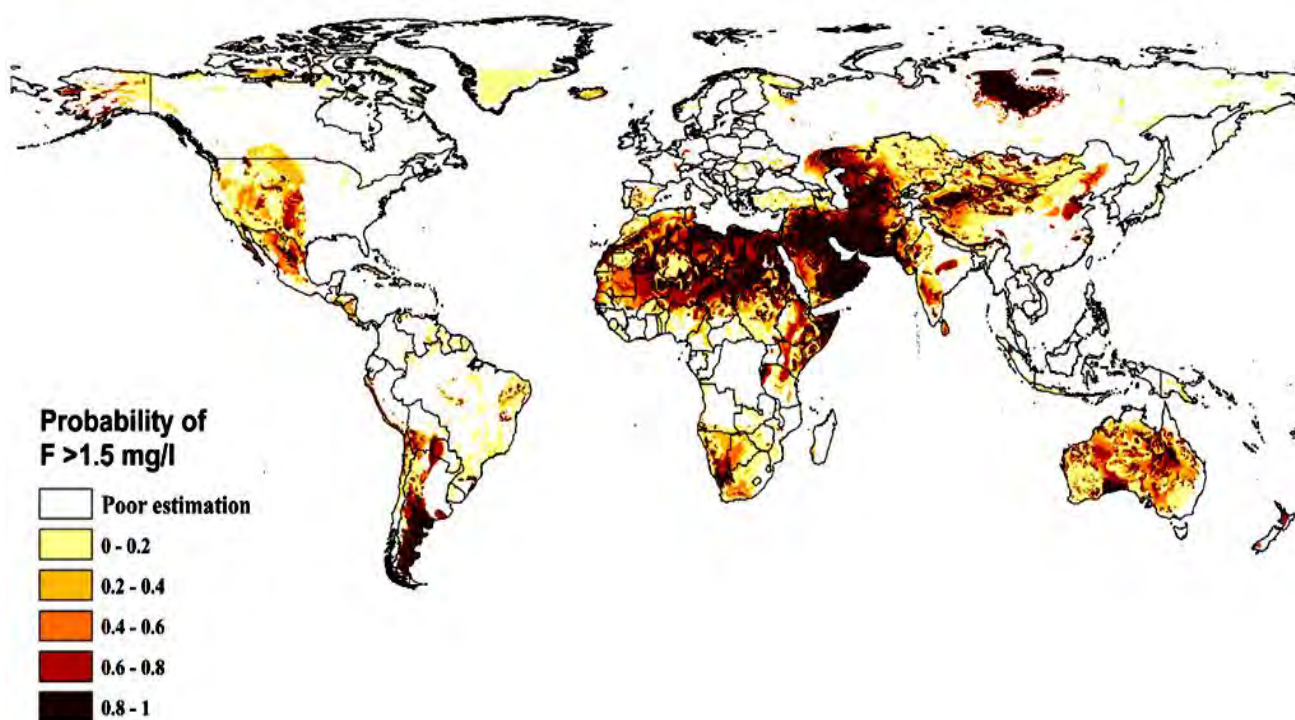 Probability of
F >1.5 mg/l
Poor estimation
0 - 0.2
0.2 - 0.4
0.4 - 0.6
0.6 - 0.8
0.8 - 1